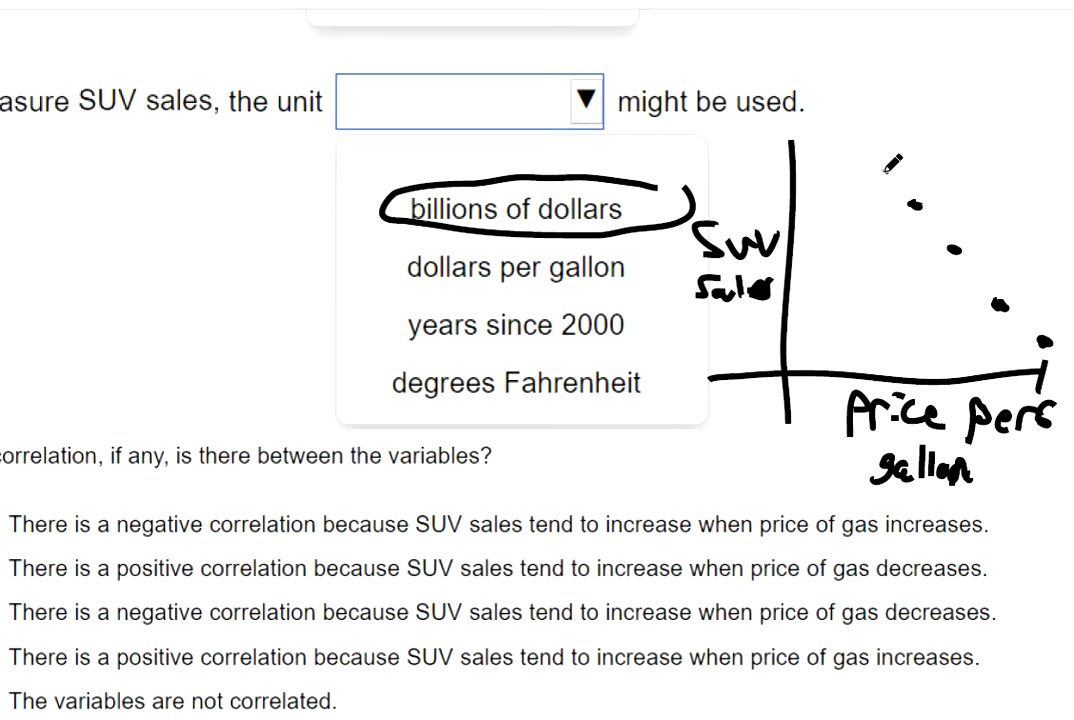 asure SUV sales, the unit ▼ might be used.
billions of dollars
dollars per gallon
years since 2000
degrees Fahrenheit
SUV
Sales
Price per
gallon
correlation, if any, is there between the variables?
There is a negative correlation because SUV sales tend to increase when price of gas increases.
There is a positive correlation because SUV sales tend to increase when price of gas decreases.
There is a negative correlation because SUV sales tend to increase when price of gas decreases.
There is a positive correlation because SUV sales tend to increase when price of gas increases.
The variables are not correlated.